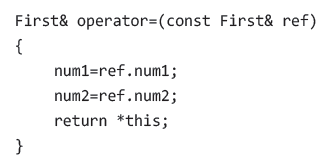 First& operator=(const First& ref)
{
    num1=ref.num1;
    num2=ref.num2;
    return *this;
}